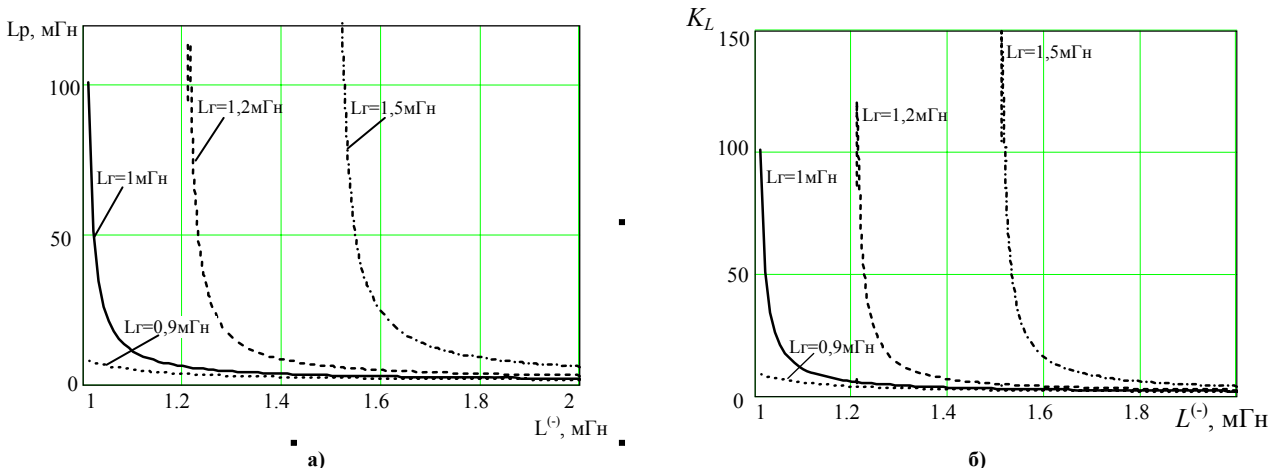 Lр, мГн
100
50
0
Lг=1мГн
Lг=1,2мГн
Lг=1,5мГн
Lг=0,9мГн
1 1.2 1.4 1.6 1.8 2
L(-), мГн
а)
KL
150
100
50
0
Lг=1,5мГн
Lг=1,2мГн
Lг=1мГн
Lг=0,9мГн
1 1.2 1.4 1.6 1.8
L(-), мГн
б)